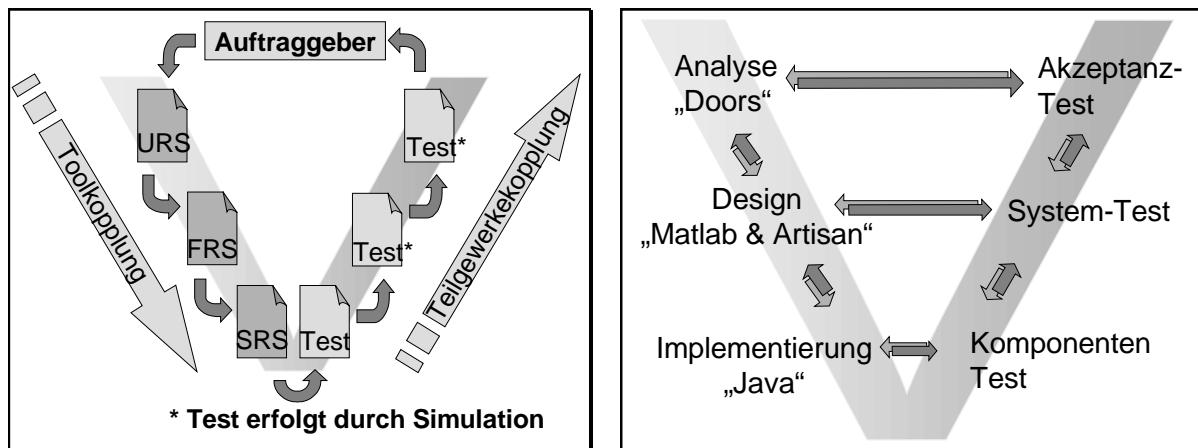 Auftraggeber
URS
FRS
SRS
Test
Test*
Test*
Toolkopplung
Teilgewerkekopplung
* Test erfolgt durch Simulation
Analyse
„Doors“
Akzeptanz-
Test
Design
„Matlab & Artisan“
System-Test
Implementierung
„Java“
Komponenten
Test